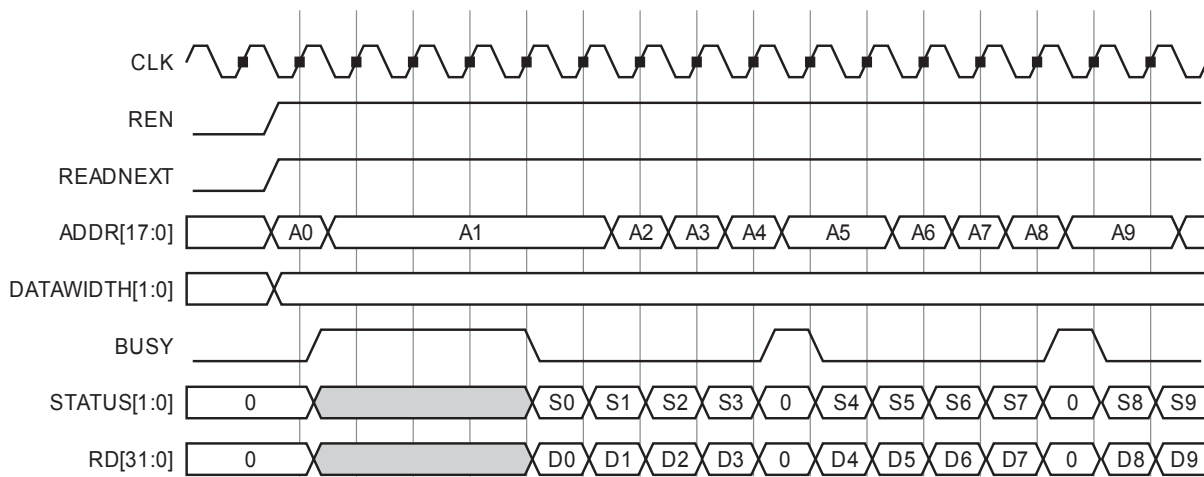 CLK
REN
READNEXT
ADDR[17:0] A0 A1 A2 A3 A4 A5 A6 A7 A8 A9
DATAWIDTH[1:0]
BUSY
STATUS[1:0] 0 S0 S1 S2 S3 0 S4 S5 S6 S7 0 S8 S9
RD[31:0] 0 D0 D1 D2 D3 0 D4 D5 D6 D7 0 D8 D9